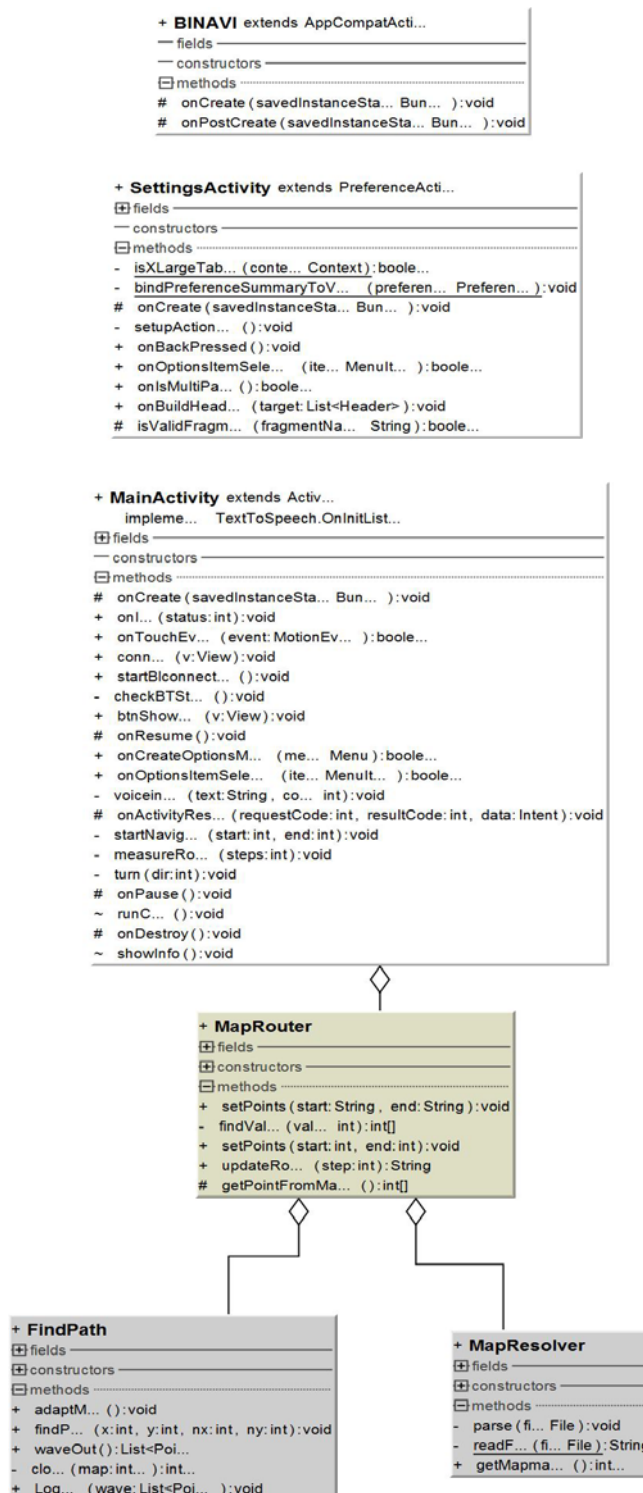 + BINAVI extends AppCompatActi...
fields
constructors
methods
# onCreate (savedInstanceSta... Bun... ):void
# onPostCreate (savedInstanceSta... Bun... ):void
+ SettingsActivity extends PreferenceActi...
fields
constructors
methods
- isXLargeTab... (conte... Context):boole...
- bindPreferenceSummaryToV... (preferen... Preferen... ):void
# onCreate (savedInstanceSta... Bun... ):void
- setupAction... ():void
+ onBackPressed():void
+ onOptionsItemSele... (ite... MenuIt... ):boole...
+ onIsMultiPa... ():boole...
+ onBuildHead... (target:List<Header>):void
# isValidFragm... (fragmentNa... String):boole...
+ MainActivity extends Activ...
impleme... TextToSpeech.OnInitList...
fields
constructors
methods
# onCreate (savedInstanceSta... Bun... ):void
+ onI... (status:int):void
+ onTouchEv... (event:MotionEv... ):boole...
+ conn... (v:View):void
+ startBlconnect... ():void
- checkBTSt... ():void
+ btnShow... (v:View):void
# onResume():void
+ onCreateOptionsM... (me... Menu):boole...
+ onOptionsItemSele... (ite... MenuIt... ):boole...
- voicein... (text:String, co... int):void
# onActivityRes... (requestCode:int, resultCode:int, data:Intent):void
- startNavig... (start:int, end:int):void
- measureRo... (steps:int):void
- turn (dir:int):void
# onPause():void
~ runC... ():void
# onDestroy():void
~ showInfo():void
+ MapRouter
fields
constructors
methods
+ setPoints (start:String, end:String):void
- findVal... (val... int):int[]
+ setPoints (start:int, end:int):void
+ updateRo... (step:int):String
# getPointFromMa... ():int[]
+ FindPath
fields
constructors
methods
+ adaptM... ():void
+ findP... (x:int, y:int, nx:int, ny:int):void
+ waveOut():List<Poi...
- clo... (map:int... ):int...
+ Log... (wave:List<Poi... ):void
+ MapResolver
fields
constructors
methods
- parse (fi... File):void
- readF... (fi... File):String
+ getMapma... ():int...